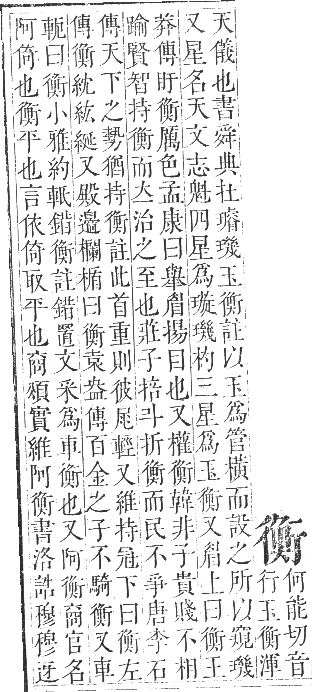 衡
何能切音
行玉衡渾
天儀也書舜典在璿璣玉衡註以玉爲管橫而設之所以窺璣
又星名天文志魁四星爲璇璣杓三星爲玉衡又眉上曰衡王
莽傳盱衡厲色孟康曰舉眉揚目也又權衡韓非子貴賤不相
踰賢智持衡而立治之至也莊子掊斗折衡而民不爭唐李石
傳天下之勢猶持衡註此首重則彼尾輕又維持冠下曰衡左
傳衡紞紘綖又殿邊欄楯曰衡袁盎傳百金之子不騎衡又車
軛曰衡小雅約軝錯衡註錯置文采爲車衡也又阿衡商官名
阿倚也衡平也言依倚取平也商頌實維阿衡書洛誥穆穆迓